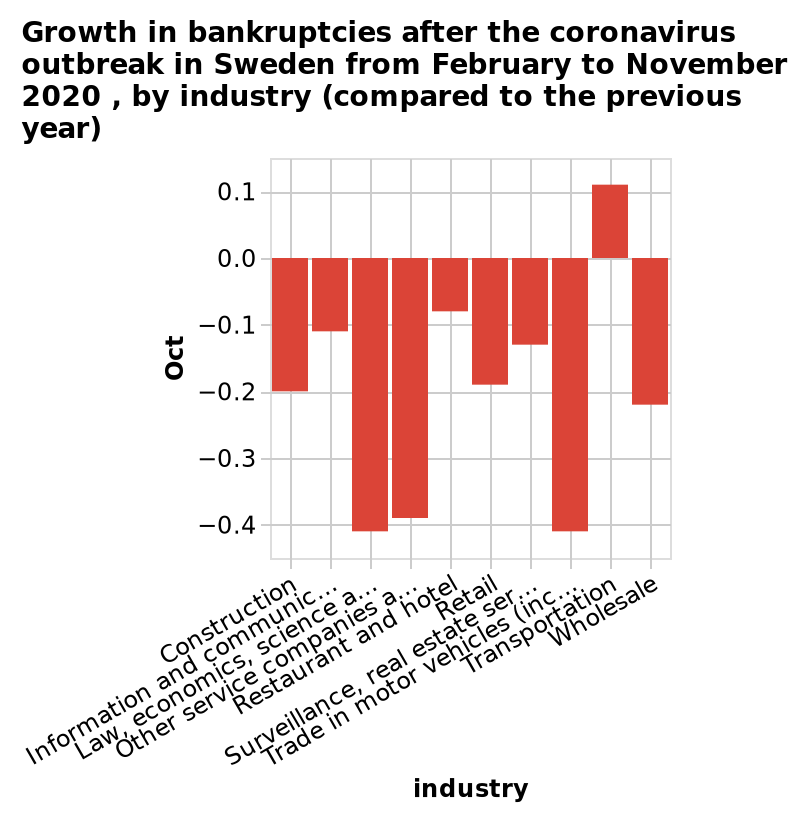 Growth in bankruptcies after the coronavirus
outbreak in Sweden from February to November
2020 , by industry (compared to the previous
year)
0.1
0.0
−0.1
−0.2
−0.3
−0.4
Oct
Construction
Information and communic...
Law, economics, science a...
Other service companies a...
Restaurant and hotel
Retail
Surveillance, real estate ser...
Trade in motor vehicles (inc...
Transportation
Wholesale
industry